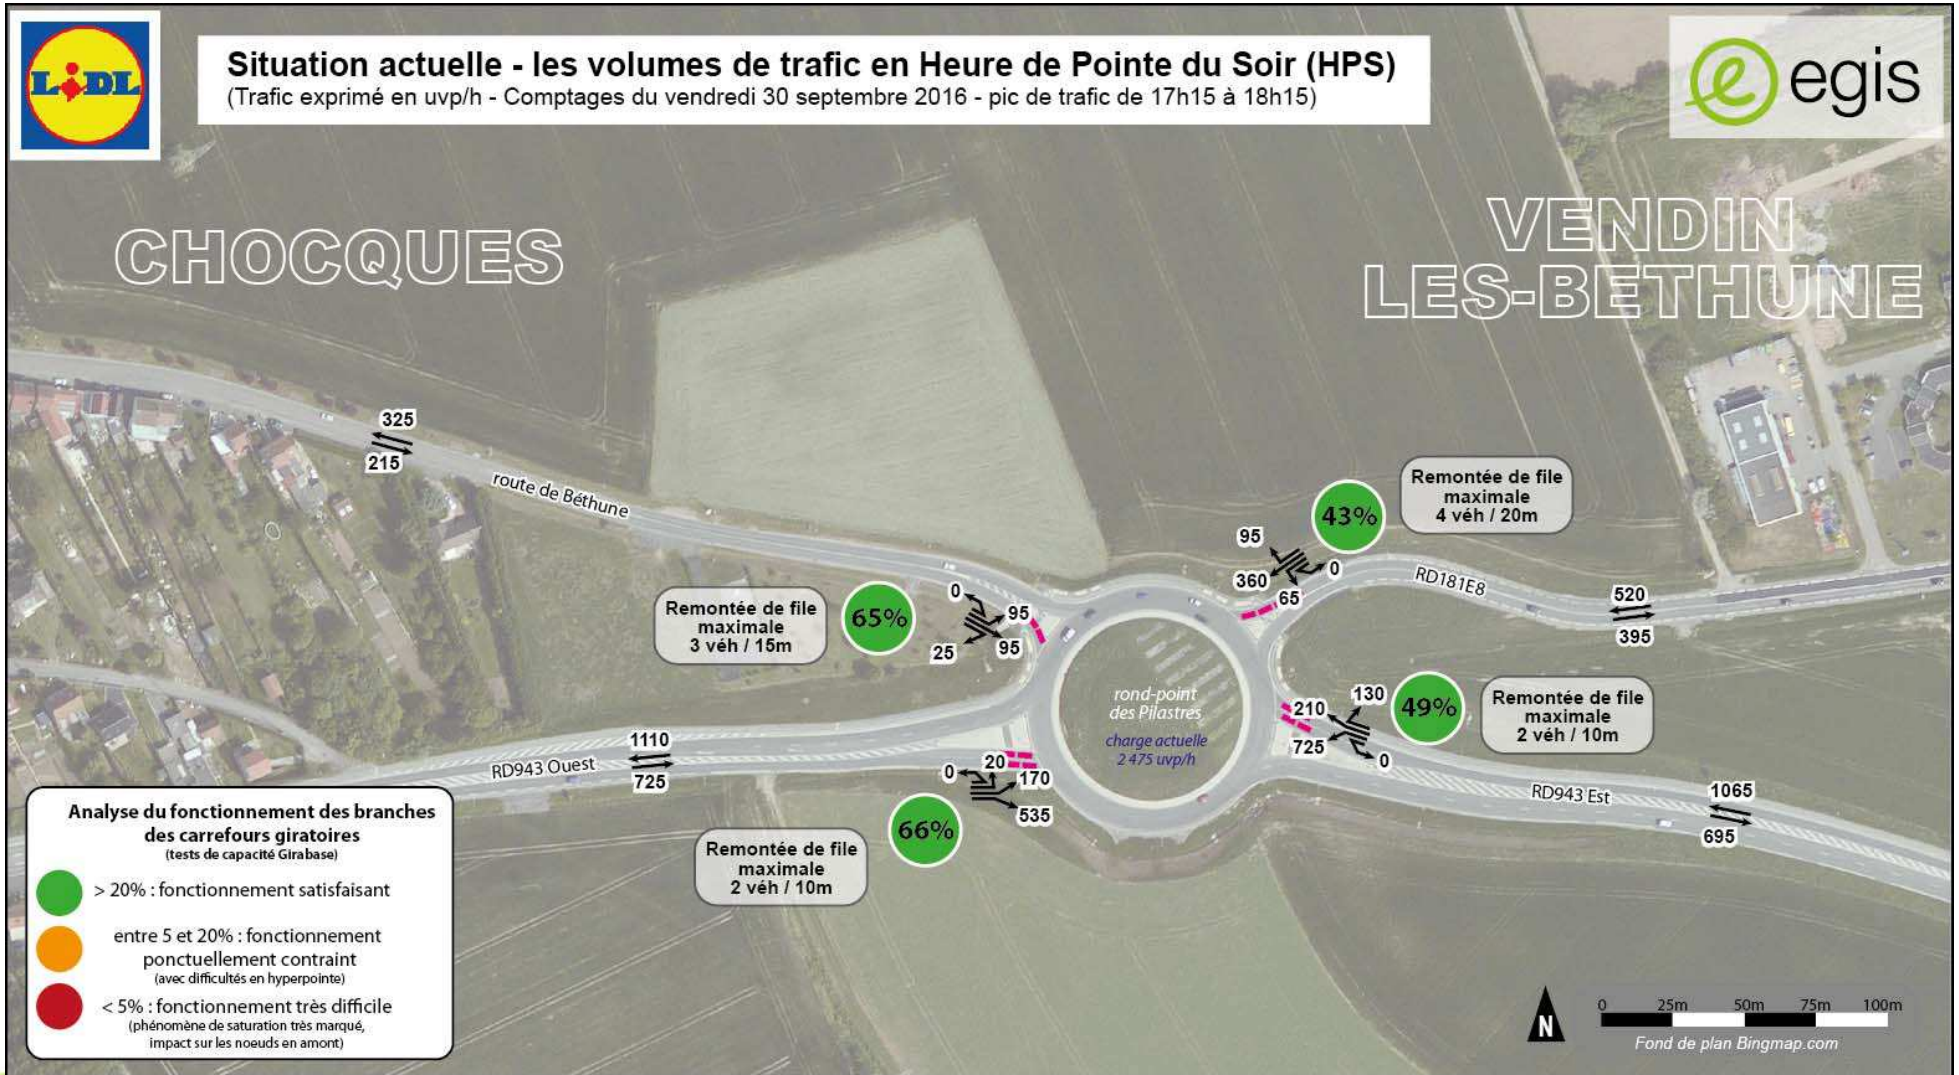 LiDL
Situation actuelle - les volumes de trafic en Heure de Pointe du Soir (HPS)
(Trafic exprimé en uvp/h - Comptages du vendredi 30 septembre 2016 - pic de trafic de 17h15 à 18h15)
egis
CHOCQUES
VENDIN
LES-BETHUNE
325
215
route de Béthune
Remontée de file
maximale
4 véh / 20m
43%
95
360
0
65
RD181E8
520
395
Remontée de file
maximale
3 véh / 15m
65%
0
95
25
95
rond-point
des Pilastres
charge actuelle
2 475 uvp/h
210
130
725
0
49%
Remontée de file
maximale
2 véh / 10m
1110
725
RD943 Ouest
0
20
170
535
66%
Remontée de file
maximale
2 véh / 10m
RD943 Est
1065
695
Analyse du fonctionnement des branches
des carrefours giratoires
(tests de capacité Girabase)
> 20% : fonctionnement satisfaisant
entre 5 et 20% : fonctionnement
ponctuellement contraint
(avec difficultés en hyperpointe)
< 5% : fonctionnement très difficile
(phénomène de saturation très marqué,
impact sur les noeuds en amont)
N
0 25m 50m 75m 100m
Fond de plan Bingmap.com